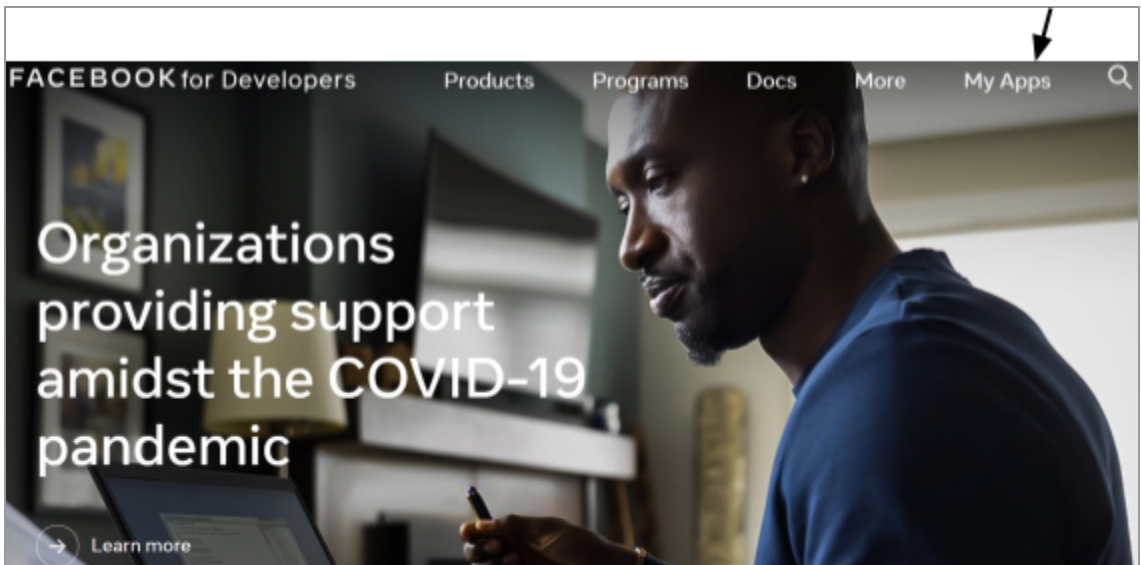 FACEBOOK for Developers Products Programs Docs More My Apps
Organizations
providing support
amidst the COVID-19
pandemic
Learn more